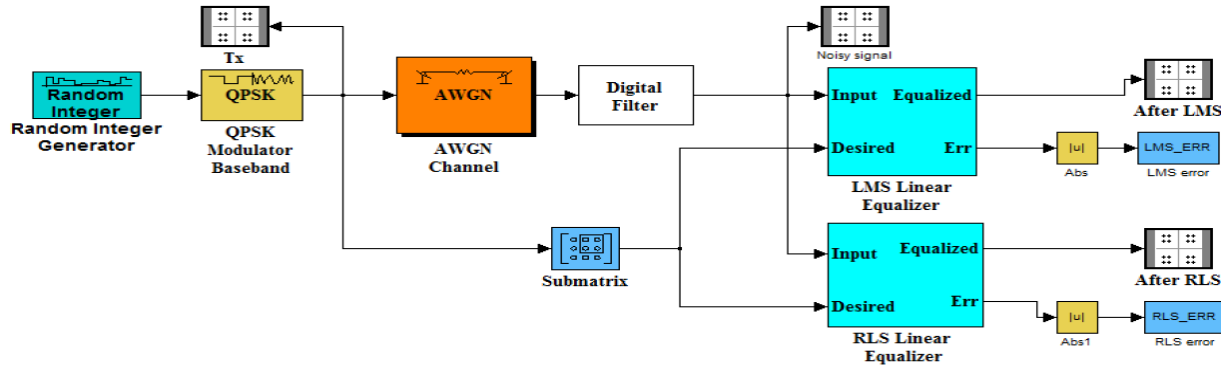 Tx
Random
Integer
Random Integer
Generator
QPSK
QPSK
Modulator
Baseband
AWGN
AWGN
Channel
Digital
Filter
Noisy signal
Input Equalized
Desired
Err
LMS Linear
Equalizer
After LMS
|u|
Abs
LMS_ERR
LMS error
Submatrix
Input
Equalized
Desired
Err
RLS Linear
Equalizer
After RLS
|u|
Abs1
RLS_ERR
RLS error